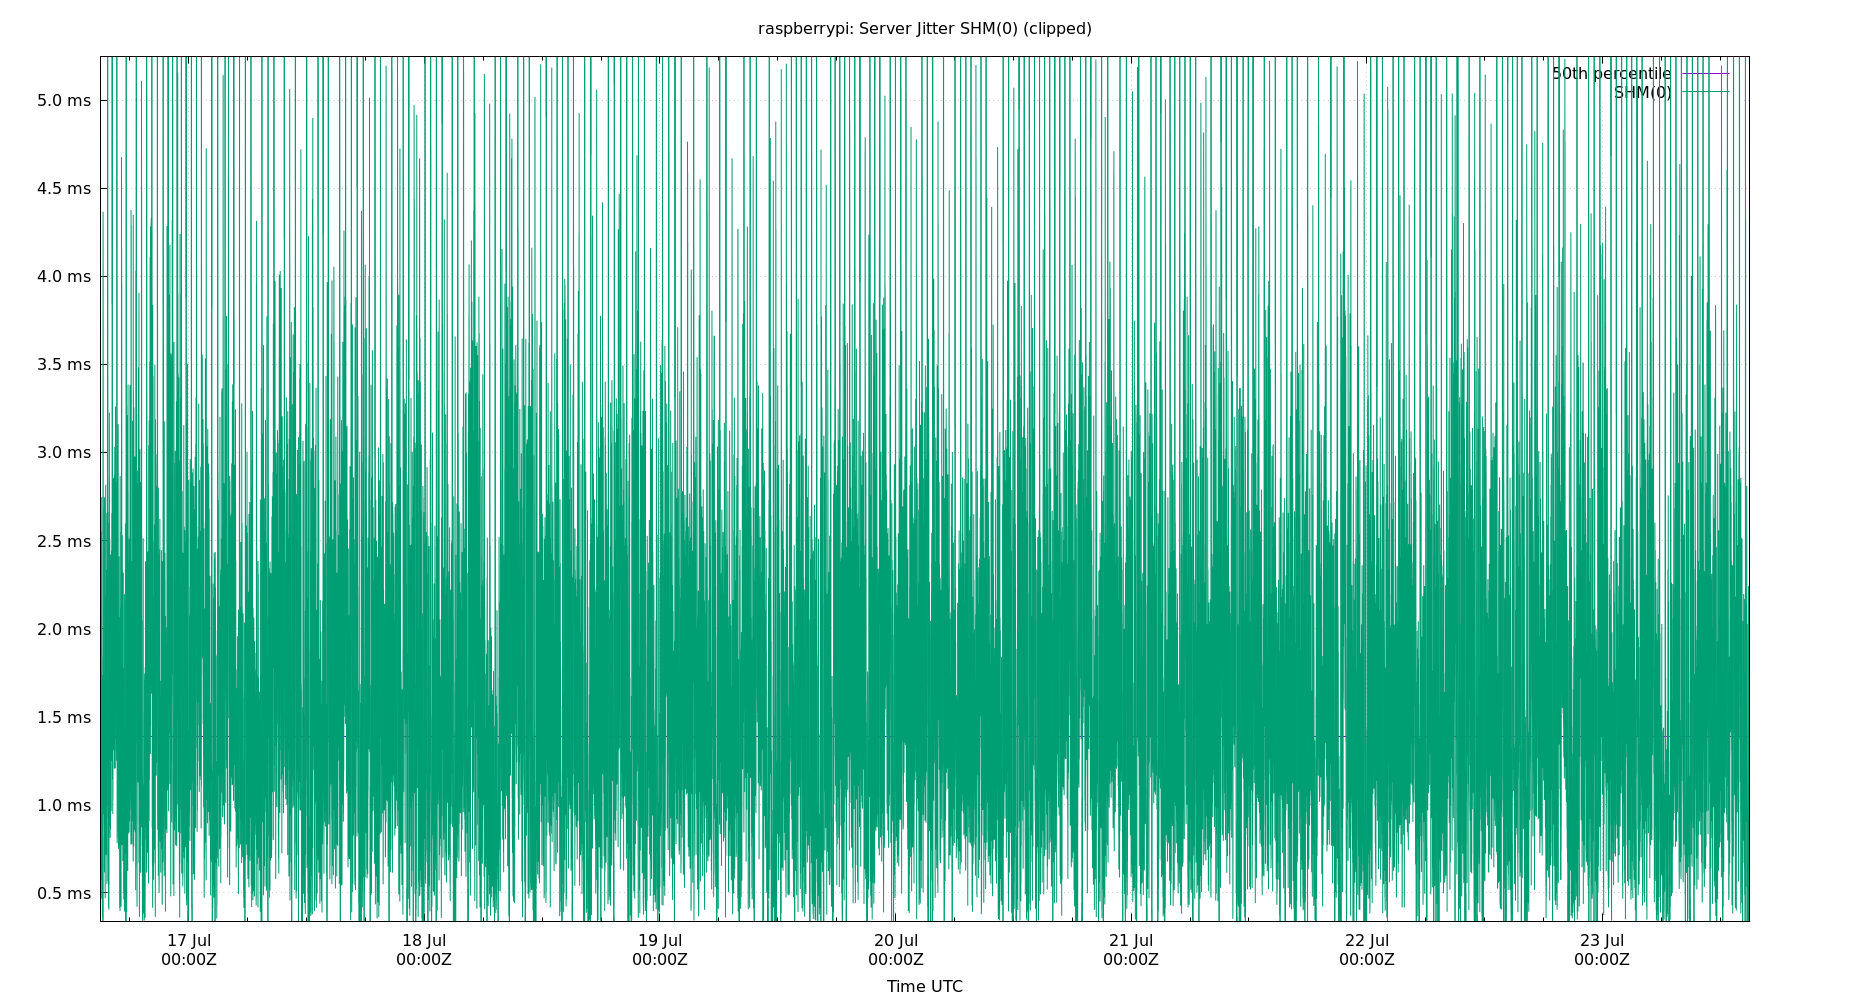 raspberrypi: Server Jitter SHM(0) (clipped)
50th percentile
SHM(0)
5.0 ms
4.5 ms
4.0 ms
3.5 ms
3.0 ms
2.5 ms
2.0 ms
1.5 ms
1.0 ms
0.5 ms
17 Jul 18 Jul 19 Jul 20 Jul 21 Jul 22 Jul 23 Jul
00:00Z 00:00Z 00:00Z 00:00Z 00:00Z 00:00Z 00:00Z
Time UTC